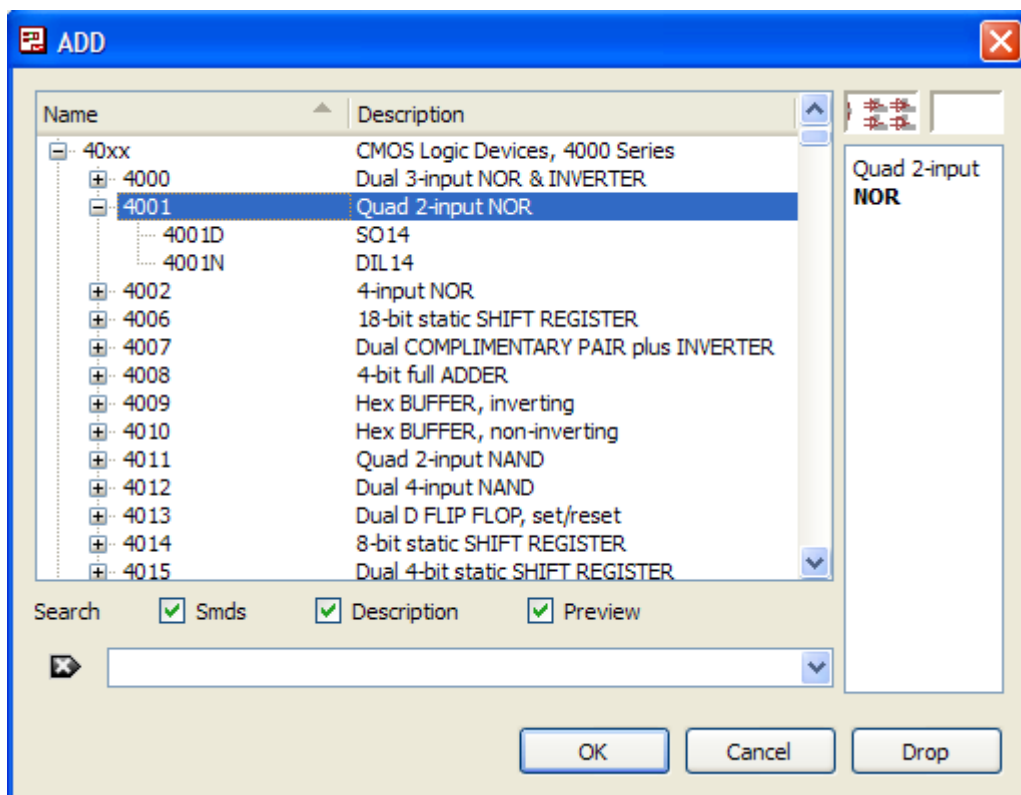 ADD
Name Description
40xx CMOS Logic Devices, 4000 Series
4000 Dual 3-input NOR & INVERTER
4001 Quad 2-input NOR
4001D SO14
4001N DIL14
4002 4-input NOR
4006 18-bit static SHIFT REGISTER
4007 Dual COMPLIMENTARY PAIR plus INVERTER
4008 4-bit full ADDER
4009 Hex BUFFER, inverting
4010 Hex BUFFER, non-inverting
4011 Quad 2-input NAND
4012 Dual 4-input NAND
4013 Dual D FLIP FLOP, set/reset
4014 8-bit static SHIFT REGISTER
4015 Dual 4-bit static SHIFT REGISTER
Quad 2-input
NOR
Search Smds Description Preview
OK Cancel Drop